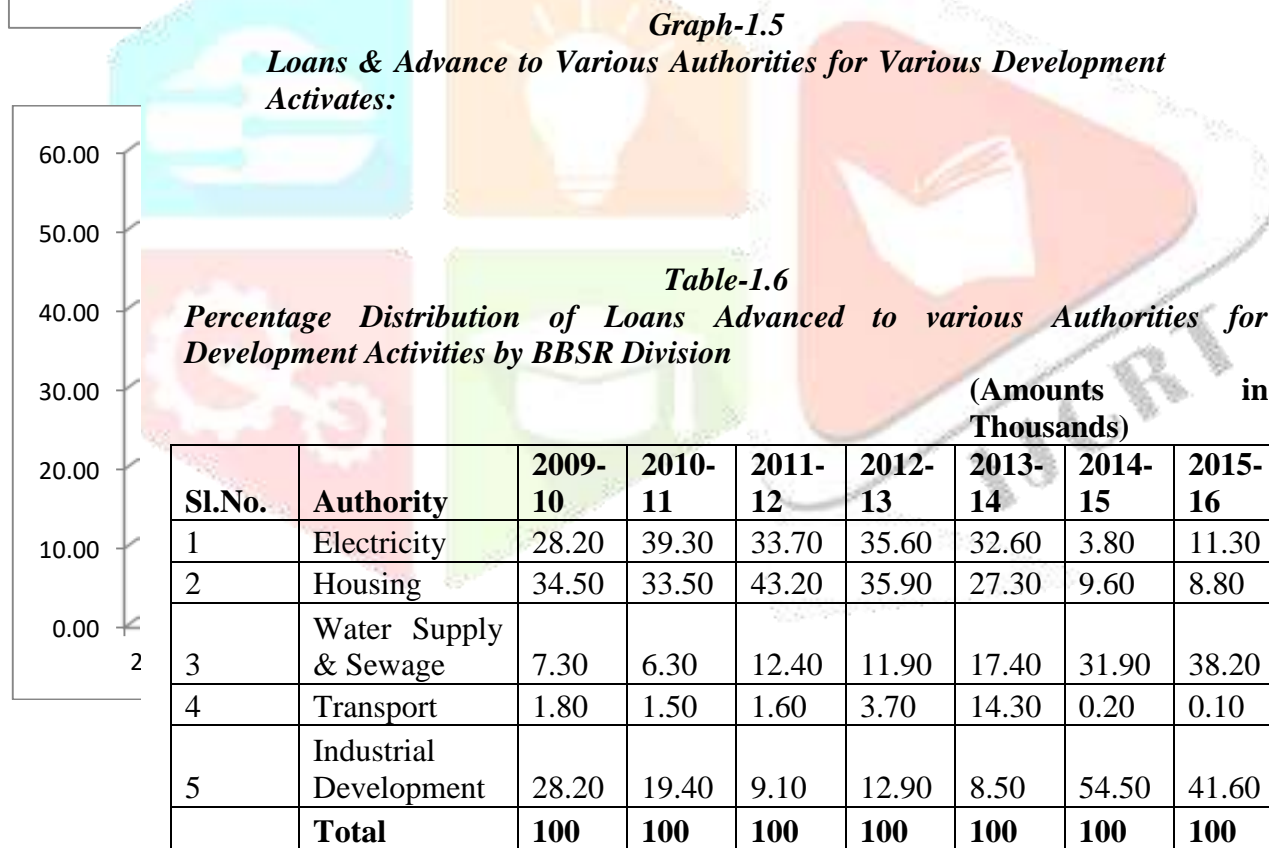 Graph-1.5
Loans & Advance to Various Authorities for Various Development
Activates:
60.00
50.00
40.00
30.00
20.00
10.00
0.00
2
Table-1.6
Percentage Distribution of Loans Advanced to various Authorities for
Development Activities by BBSR Division
(Amounts in
Thousands)
Sl.No. Authority 2009-10 2010-11 2011-12 2012-13 2013-14 2014-15 2015-16
1 Electricity 28.20 39.30 33.70 35.60 32.60 3.80 11.30
2 Housing 34.50 33.50 43.20 35.90 27.30 9.60 8.80
3 Water Supply & Sewage 7.30 6.30 12.40 11.90 17.40 31.90 38.20
4 Transport 1.80 1.50 1.60 3.70 14.30 0.20 0.10
5 Industrial Development 28.20 19.40 9.10 12.90 8.50 54.50 41.60
Total 100 100 100 100 100 100 100
IJCRT